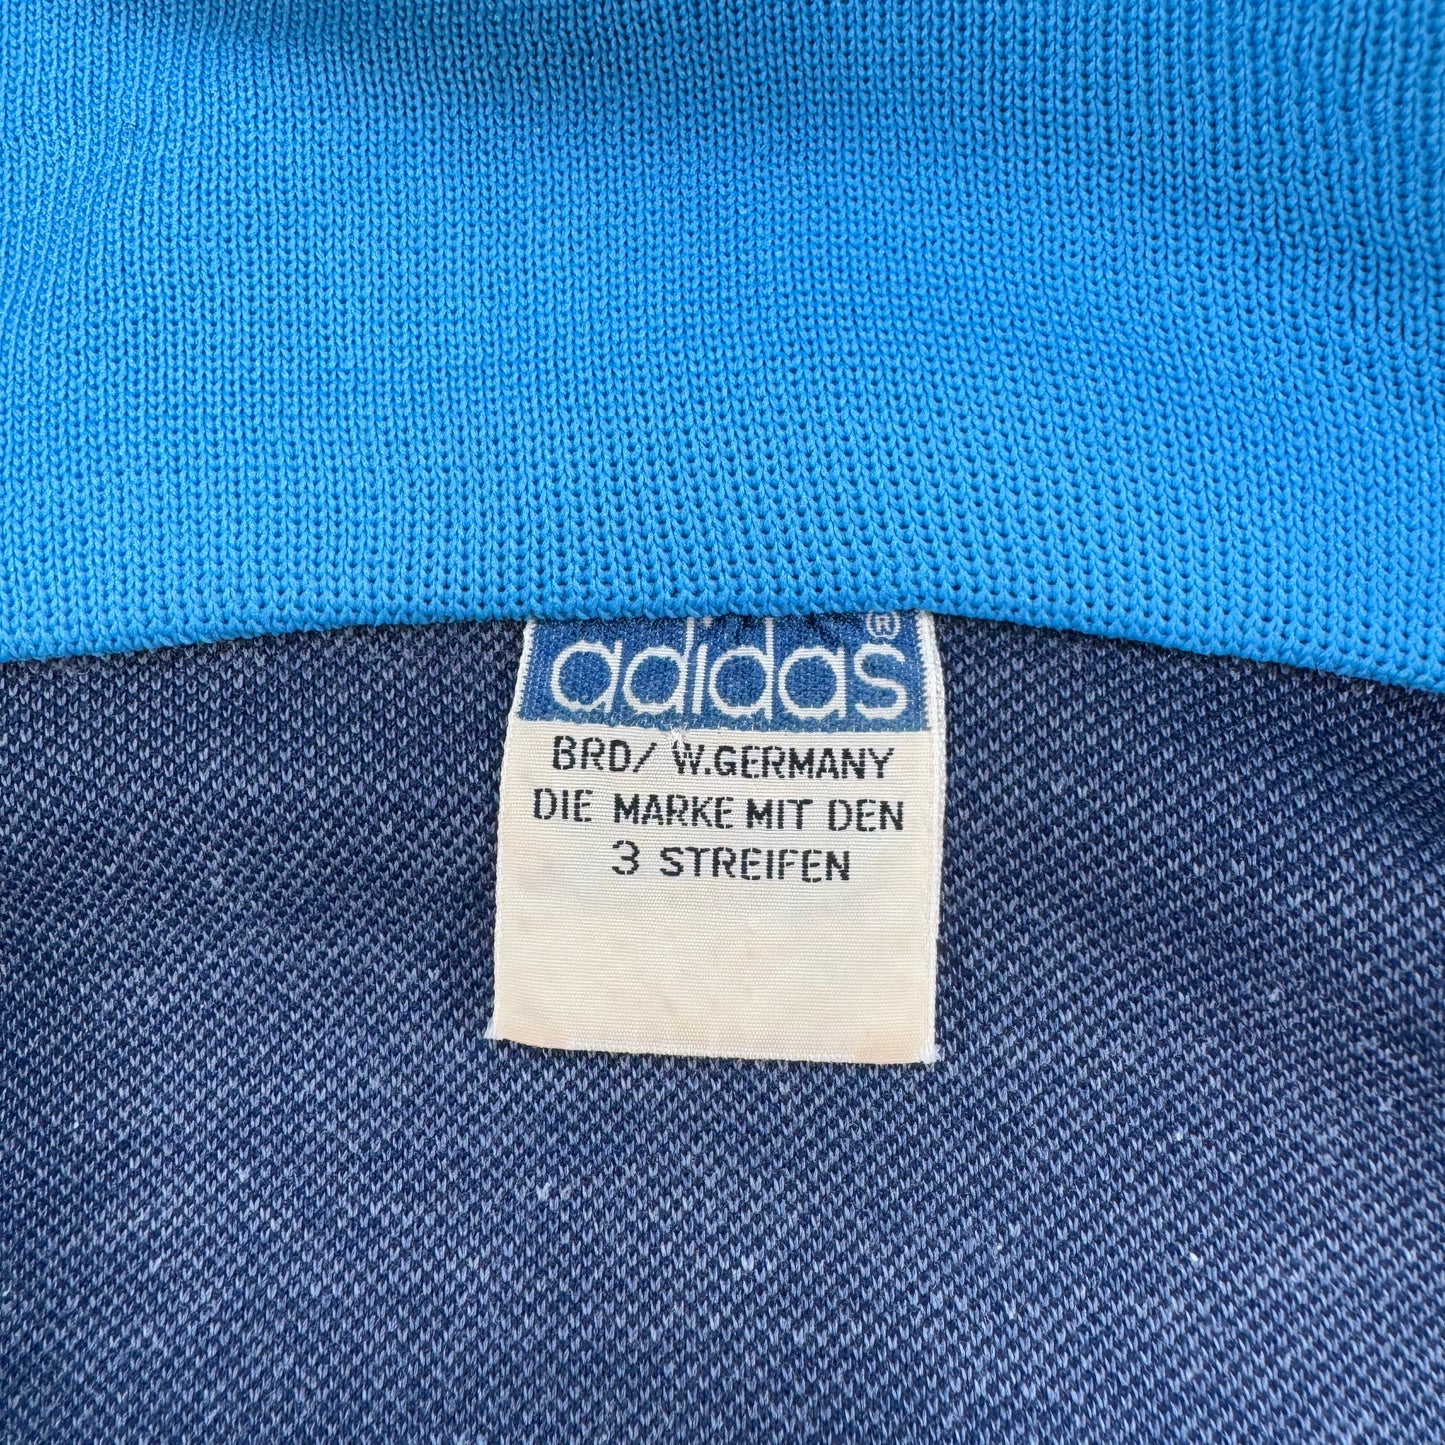 adidas®
BRD/ W.GERMANY
DIE MARKE MIT DEN
3 STREIFEN